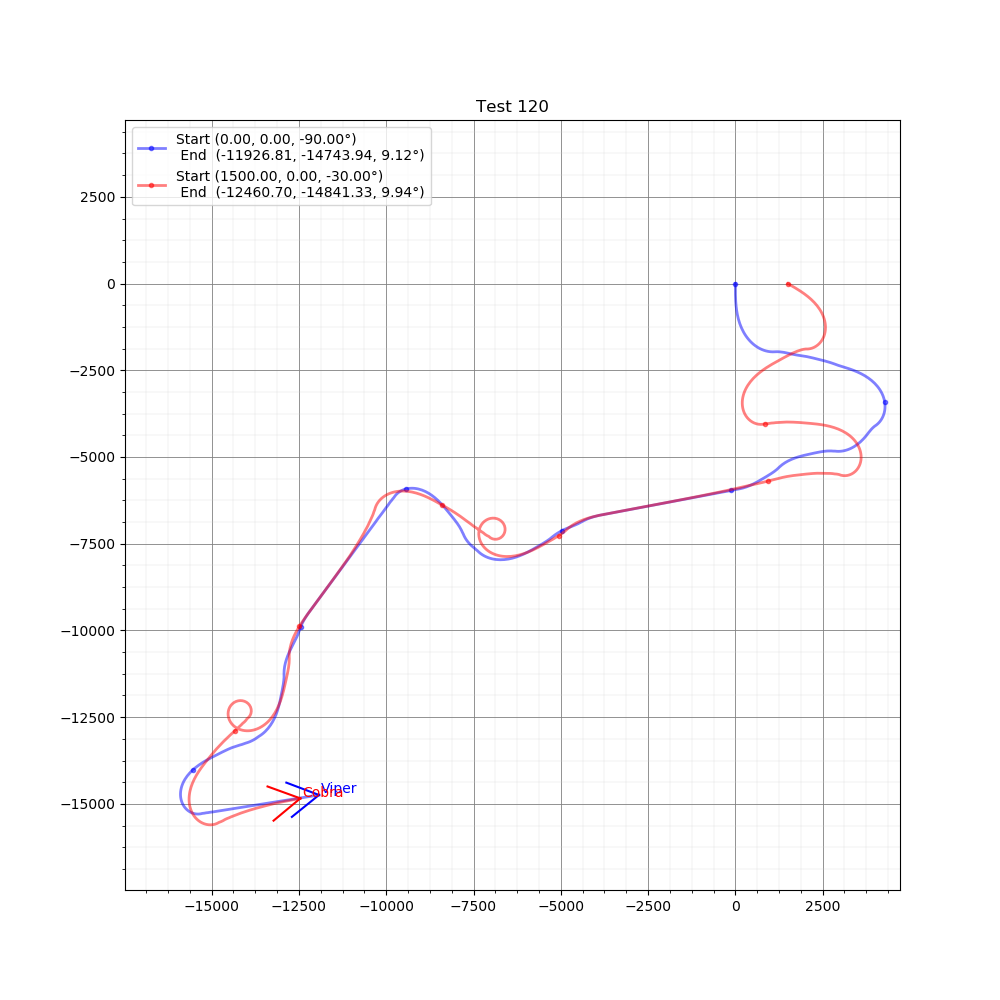 Test 120
Start (0.00, 0.00, -90.00°)
End (-11926.81, -14743.94, 9.12°)
Start (1500.00, 0.00, -30.00°)
End (-12460.70, -14841.33, 9.94°)
2500
0
−2500
−5000
−7500
−10000
−12500
−15000
Viper
Cobra
−15000 −12500 −10000 −7500 −5000 −2500 0 2500